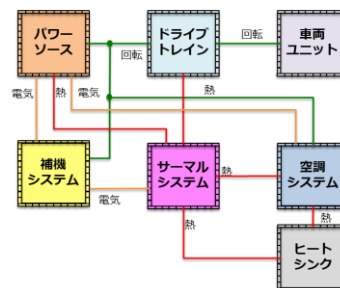 パワー
ソース
ドライブ
トレイン
車両
ユニット
回転
回転
電気
熱
電気
熱
補機
システム
サーマル
システム
空調
システム
熱
電気
熱
熱
ヒート
シンク